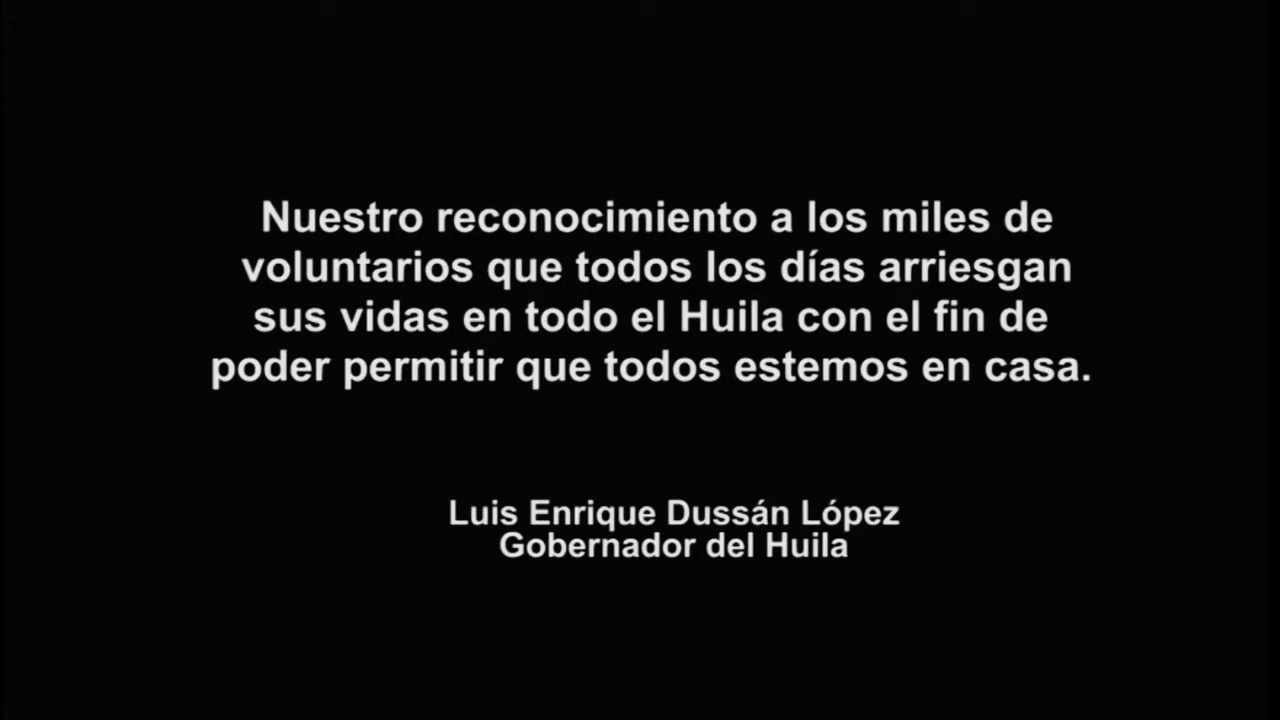 Nuestro reconocimiento a los miles de
voluntarios que todos los días arriesgan
sus vidas en todo el Huila con el fin de
poder permitir que todos estemos en casa.
Luis Enrique Dussán López
Gobernador del Huila